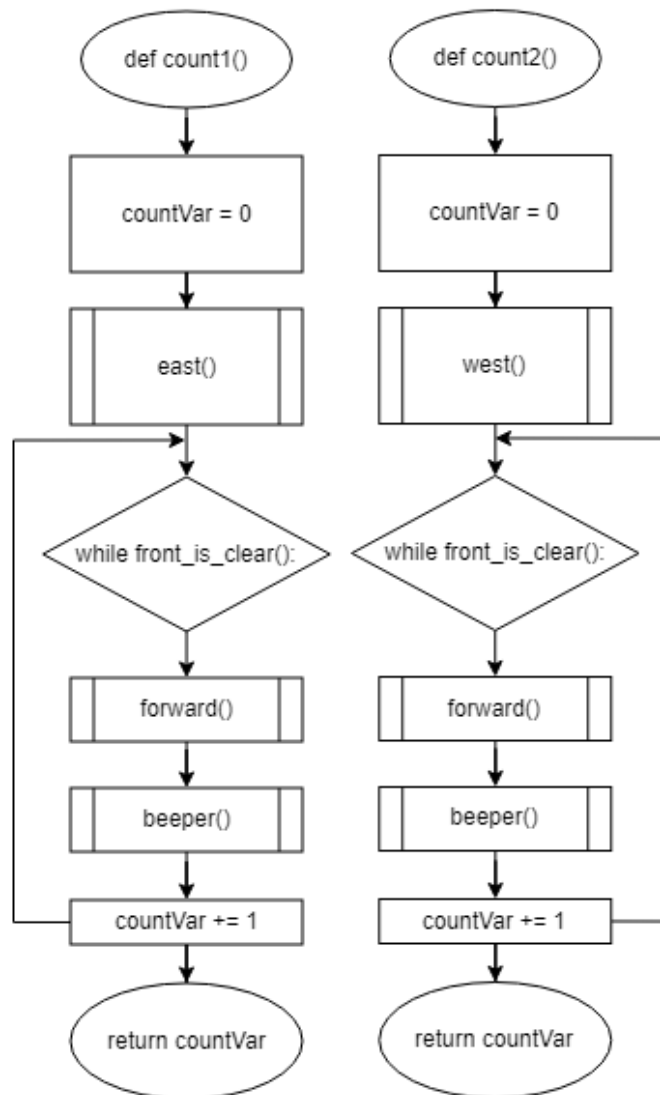 def count1()
countVar = 0
east()
while front_is_clear():
forward()
beeper()
countVar += 1
return countVar
def count2()
countVar = 0
west()
while front_is_clear():
forward()
beeper()
countVar += 1
return countVar